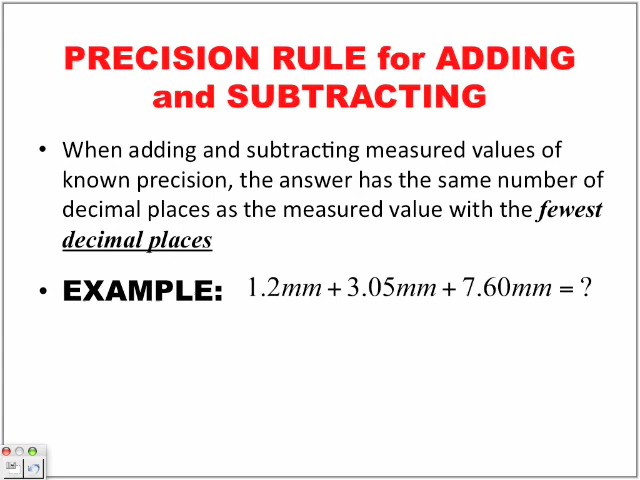 PRECISION RULE for ADDING
and SUBTRACTING
• When adding and subtracting measured values of
known precision, the answer has the same number of
decimal places as the measured value with the fewest
decimal places
• EXAMPLE: 1.2mm + 3.05mm + 7.60mm = ?